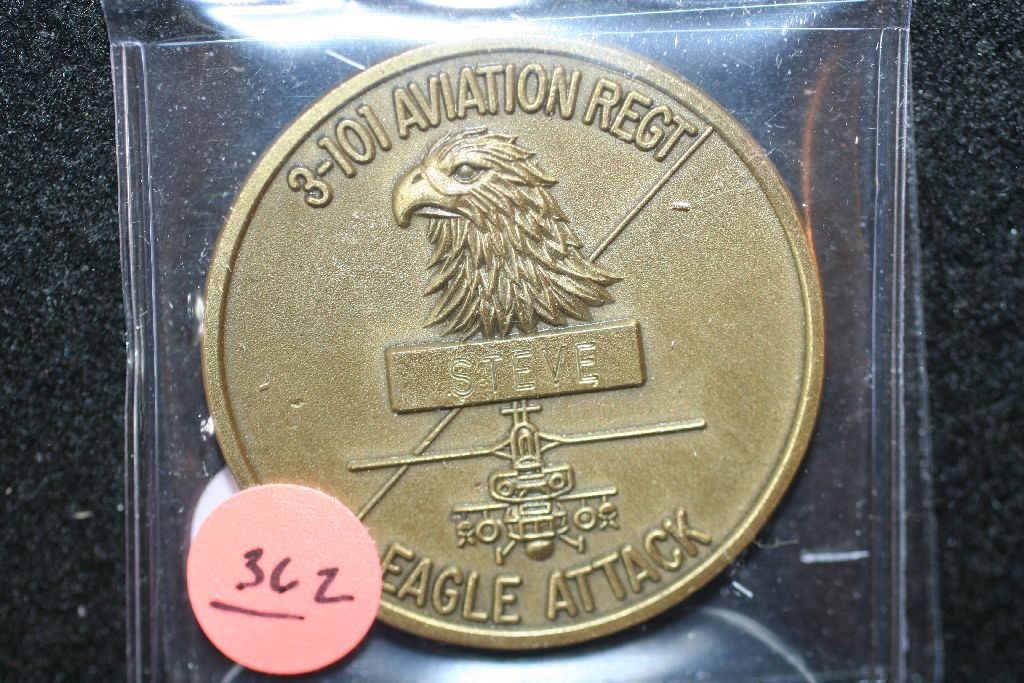 3-101 AVIATION REGT
STEVE
EAGLE ATTACK
362